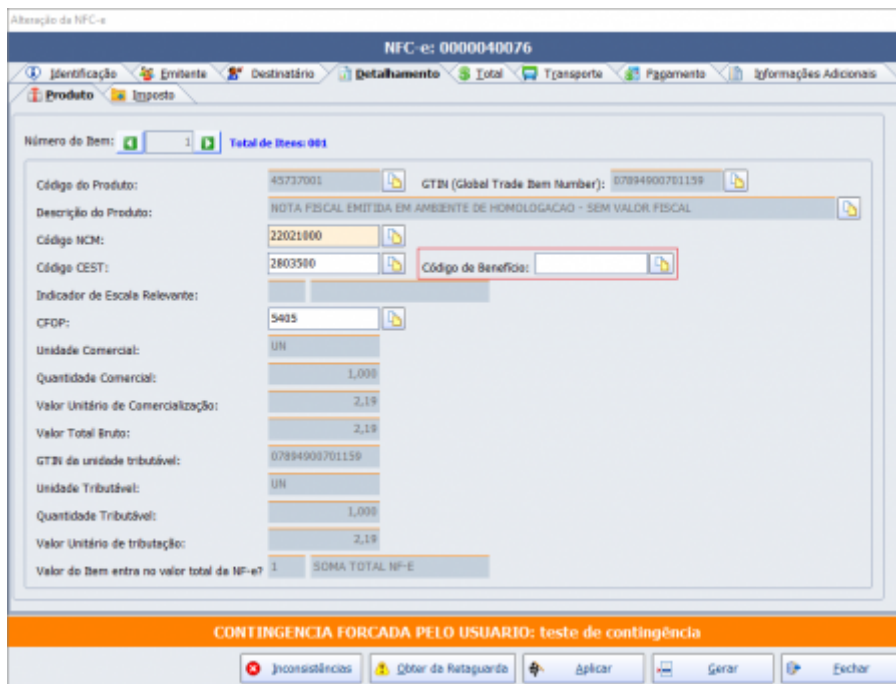 Alteração da NFC-e
NFC-e: 0000040076
Identificação Emitente Destinatário Detalhamento Total Transporte Pagamento Informações Adicionais
Produto Imposto
Número do Item: 1 Total de Itens: 001
Código do Produto: 45737001 GTIN (Global Trade Item Number): 07894900701159
Descrição do Produto: NOTA FISCAL EMITIDA EM AMBIENTE DE HOMOLOGACAO - SEM VALOR FISCAL
Código NCM: 22021000
Código CEST: 2803500 Código de Benefício:
Indicador de Escala Relevante:
CFOP: 5405
Unidade Comercial: UN
Quantidade Comercial: 1,000
Valor Unitário de Comercialização: 2,19
Valor Total Bruto: 2,19
GTIN da unidade tributável: 07894900701159
Unidade Tributável: UN
Quantidade Tributável: 1,000
Valor Unitário de tributação: 2,19
Valor do Item entra no valor total da NF-e? 1 SOMA TOTAL NF-E
CONTINGENCIA FORCADA PELO USUARIO: teste de contingência
Inconsistências Obter da Retaguarda Aplicar Gerar Fechar